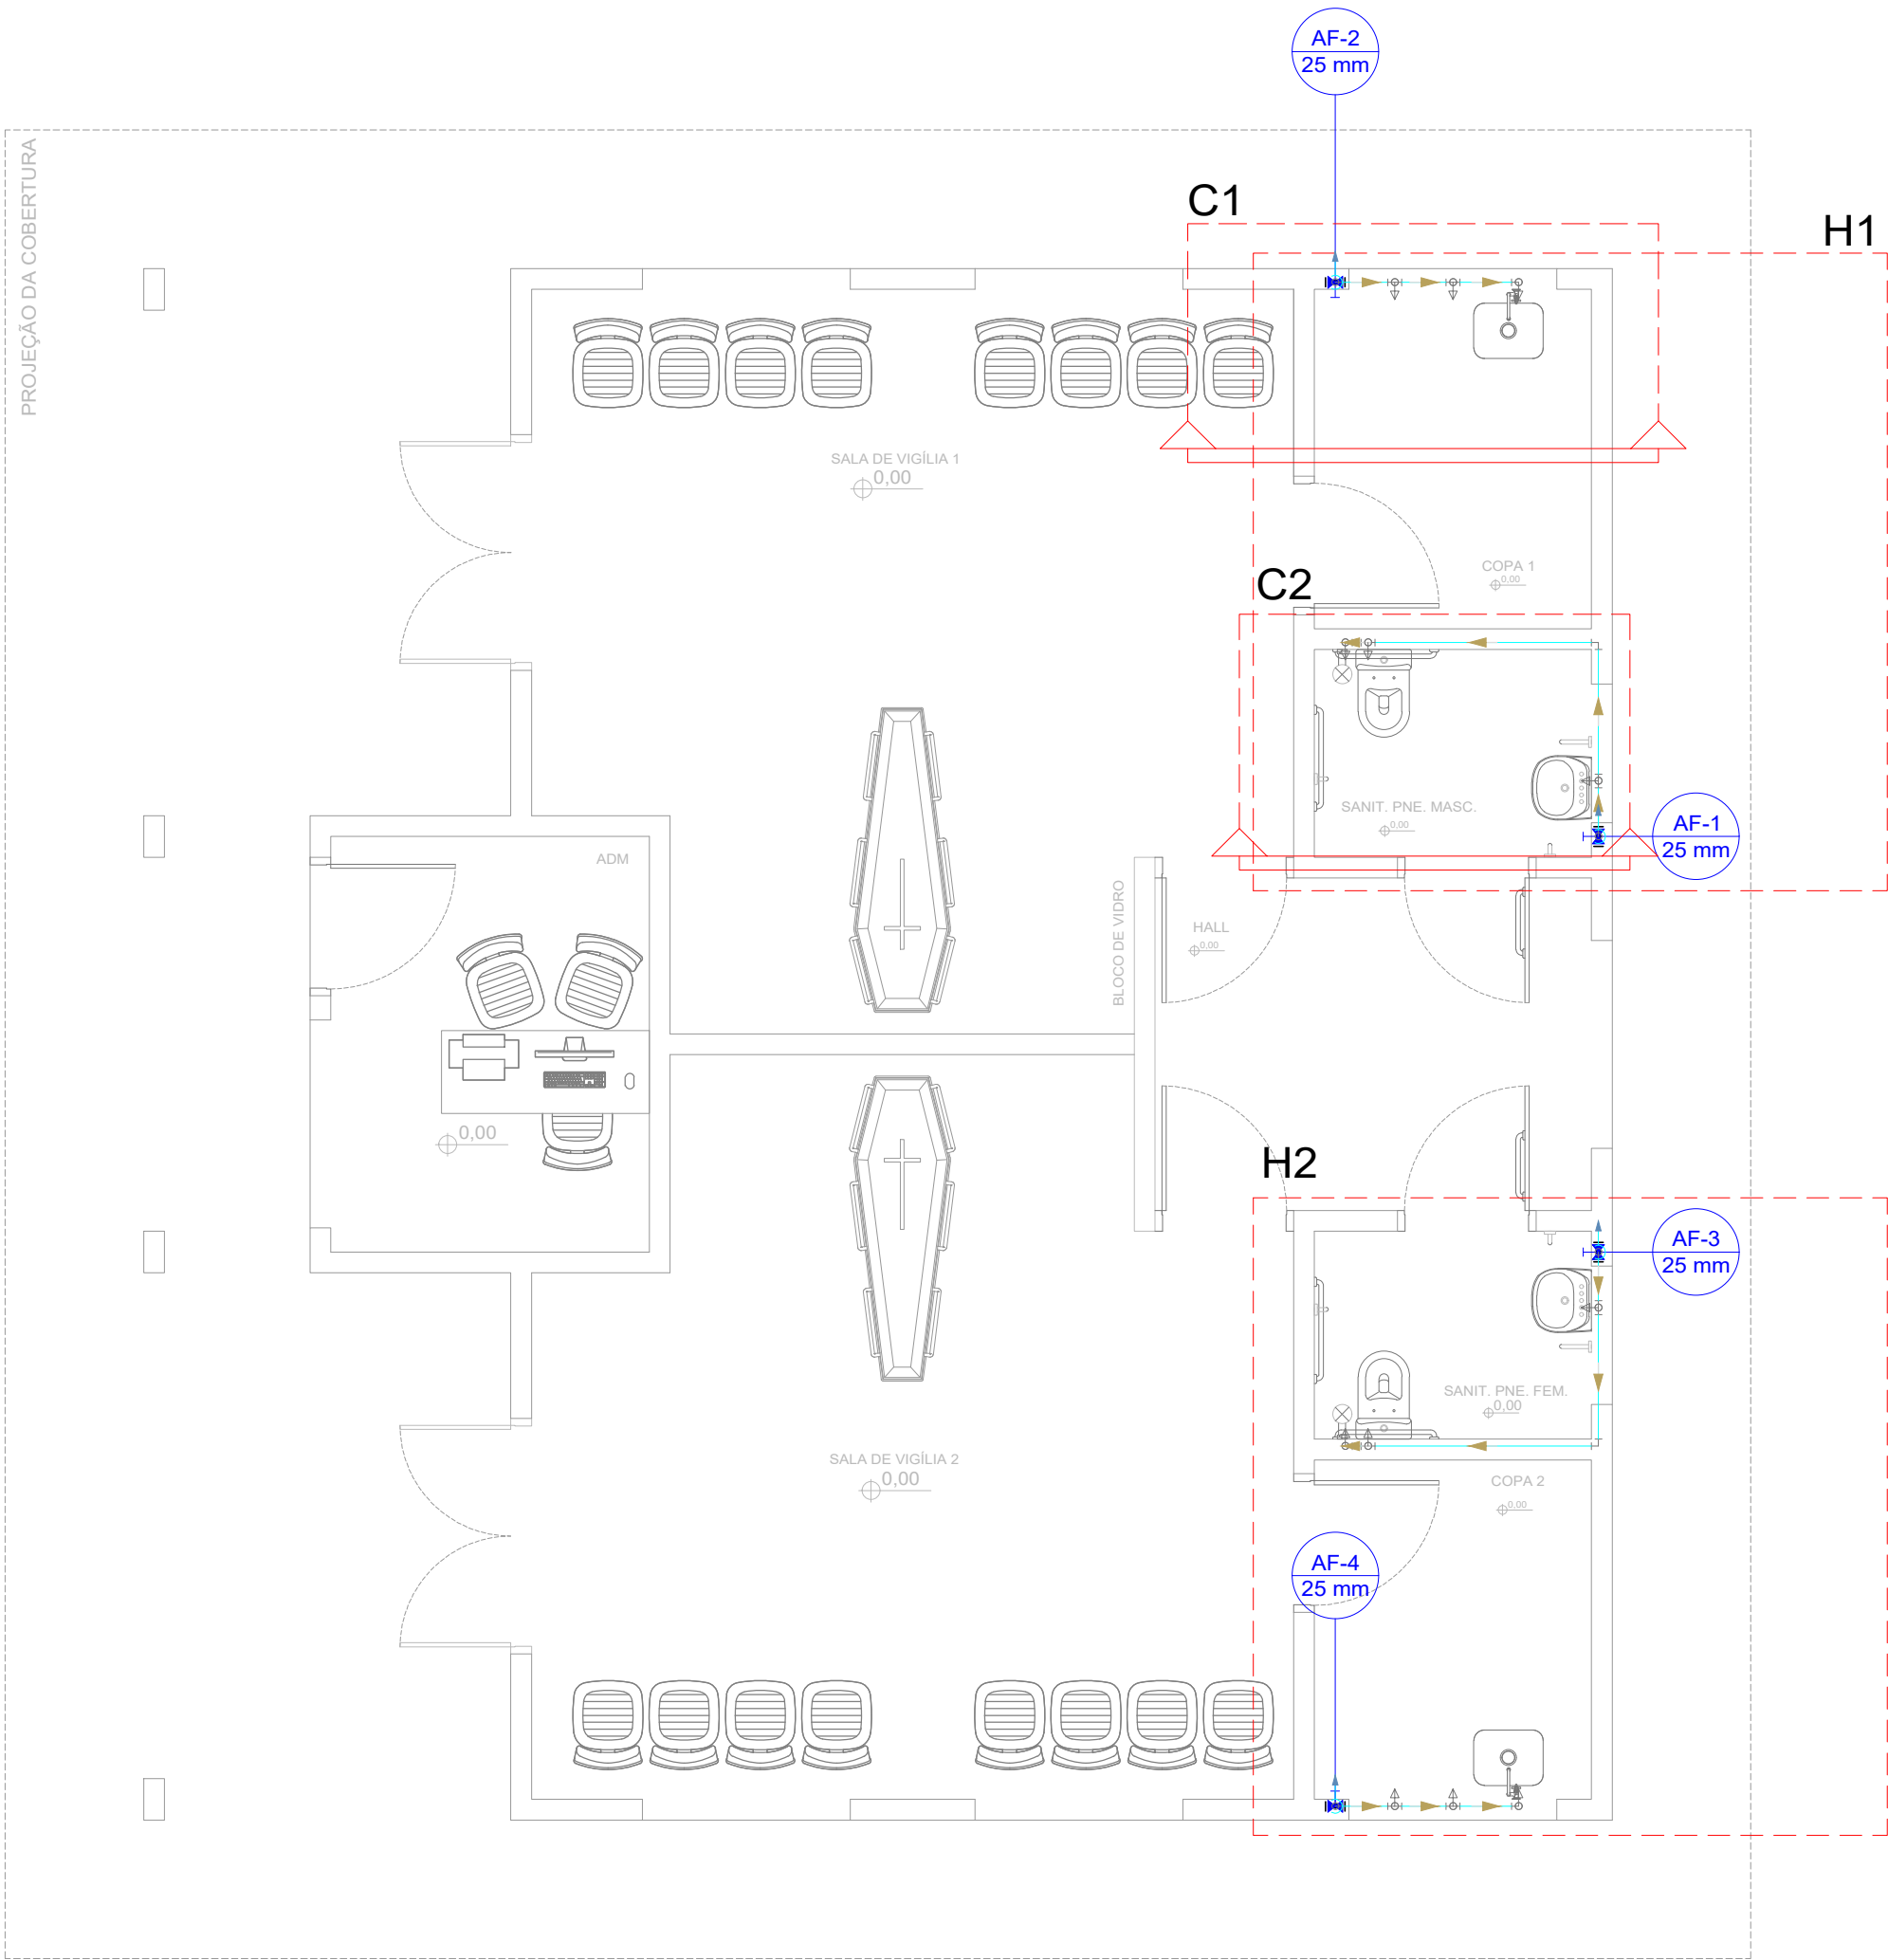 AF-2
25 mm
PROJEÇÃO DA COBERTURA
C1
H1
SALA DE VIGÍLIA 1
0,00
COPA 1
0,00
C2
SANIT. PNE. MASC.
0,00
AF-1
25 mm
ADM
BLOCO DE VIDRO
HALL
0,00
0,00
H2
AF-3
25 mm
SANIT. PNE. FEM.
0,00
SALA DE VIGÍLIA 2
0,00
COPA 2
0,00
AF-4
25 mm